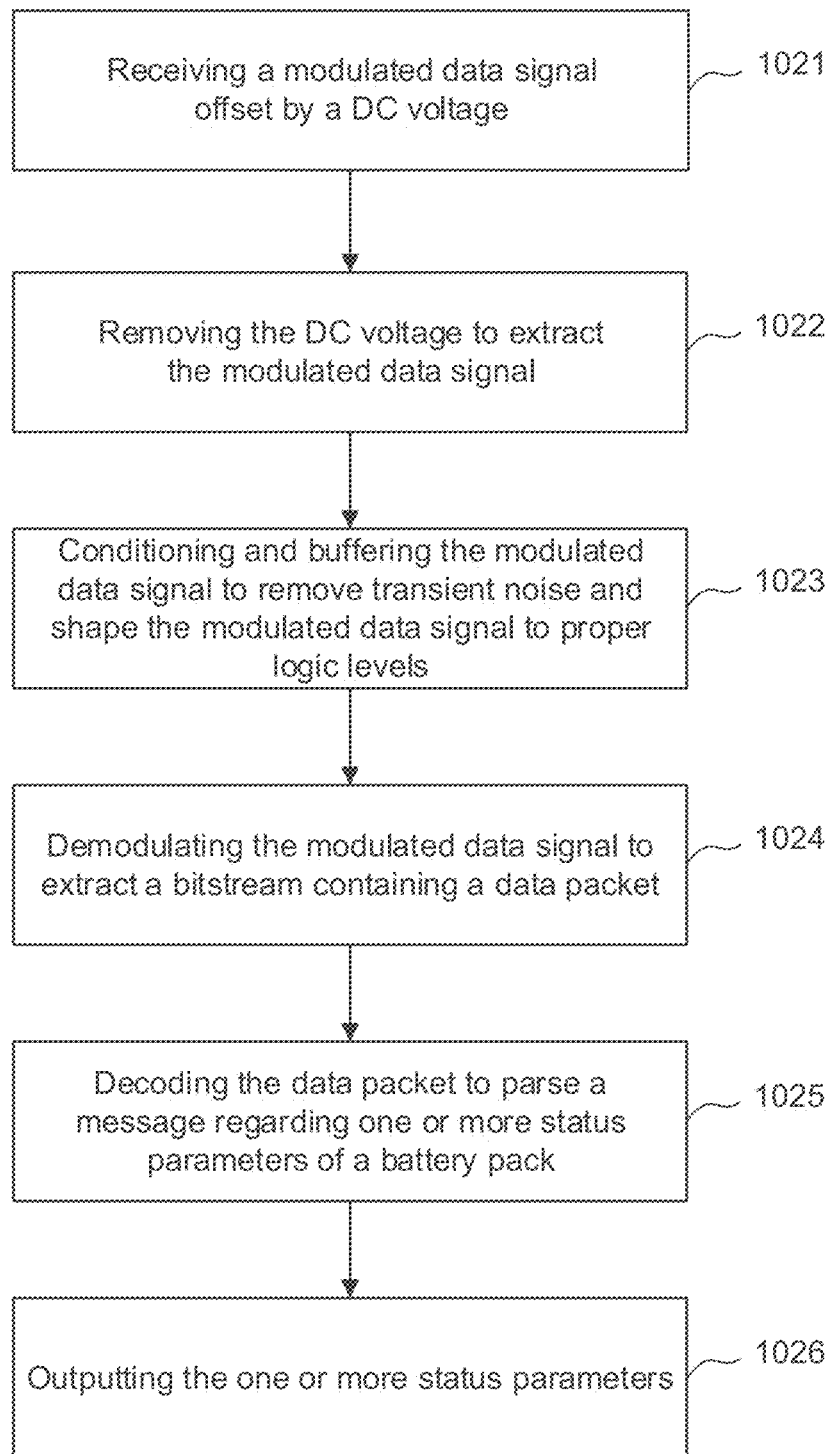 Receiving a modulated data signal
offset by a DC voltage
1021
Removing the DC voltage to extract
the modulated data signal
1022
Conditioning and buffering the modulated
data signal to remove transient noise and
shape the modulated data signal to proper
logic levels
1023
Demodulating the modulated data signal to
extract a bitstream containing a data packet
1024
Decoding the data packet to parse a
message regarding one or more status
parameters of a battery pack
1025
Outputting the one or more status parameters
1026